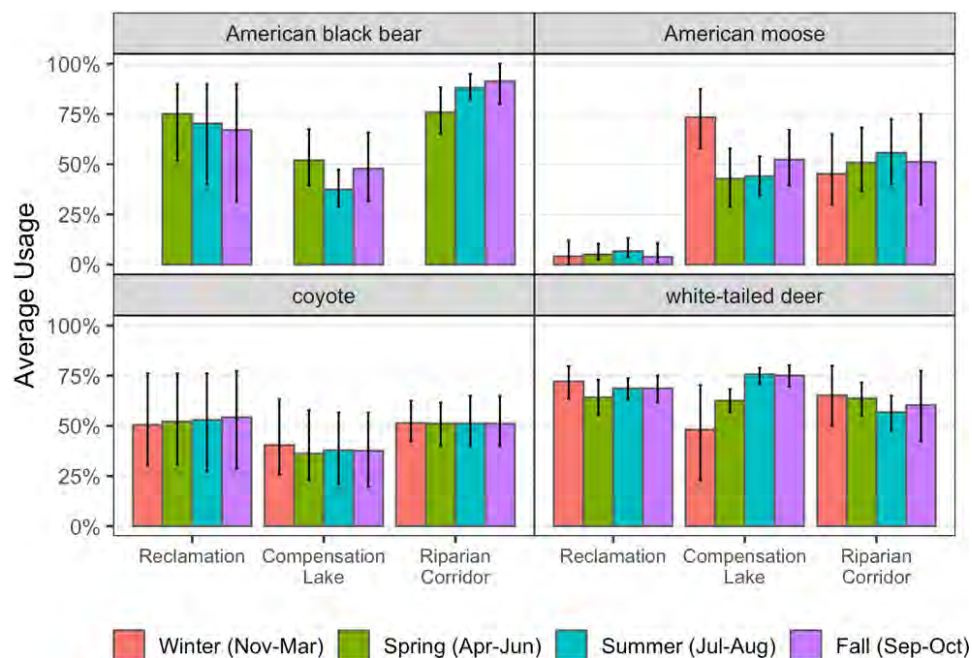 American black bear
American moose
Average Usage
100%
75%
50%
25%
0%
coyote
white-tailed deer
100%
75%
50%
25%
0%
Reclamation
Compensation
Lake
Riparian
Corridor
Reclamation
Compensation
Lake
Riparian
Corridor
Winter (Nov-Mar)
Spring (Apr-Jun)
Summer (Jul-Aug)
Fall (Sep-Oct)